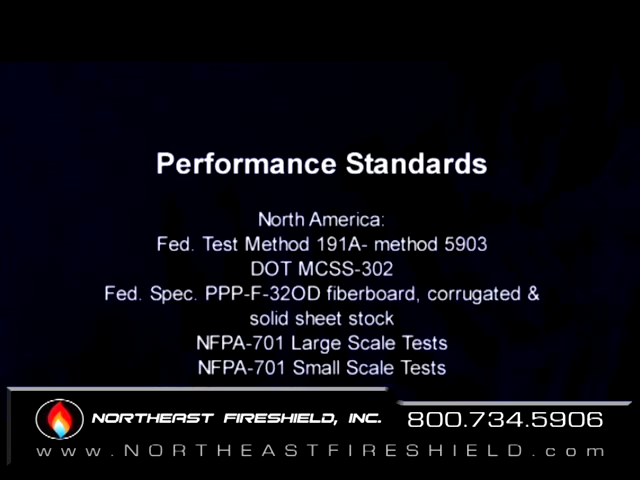 Performance Standards
North America:
Fed. Test Method 191A- method 5903
DOT MCSS-302
Fed. Spec. PPP-F-32OD fiberboard, corrugated &
solid sheet stock
NFPA-701 Large Scale Tests
NFPA-701 Small Scale Tests
NORTHEAST FIRESHIELD, INC. 800.734.5906
www.NORTHEASTFIRESHIELD.com